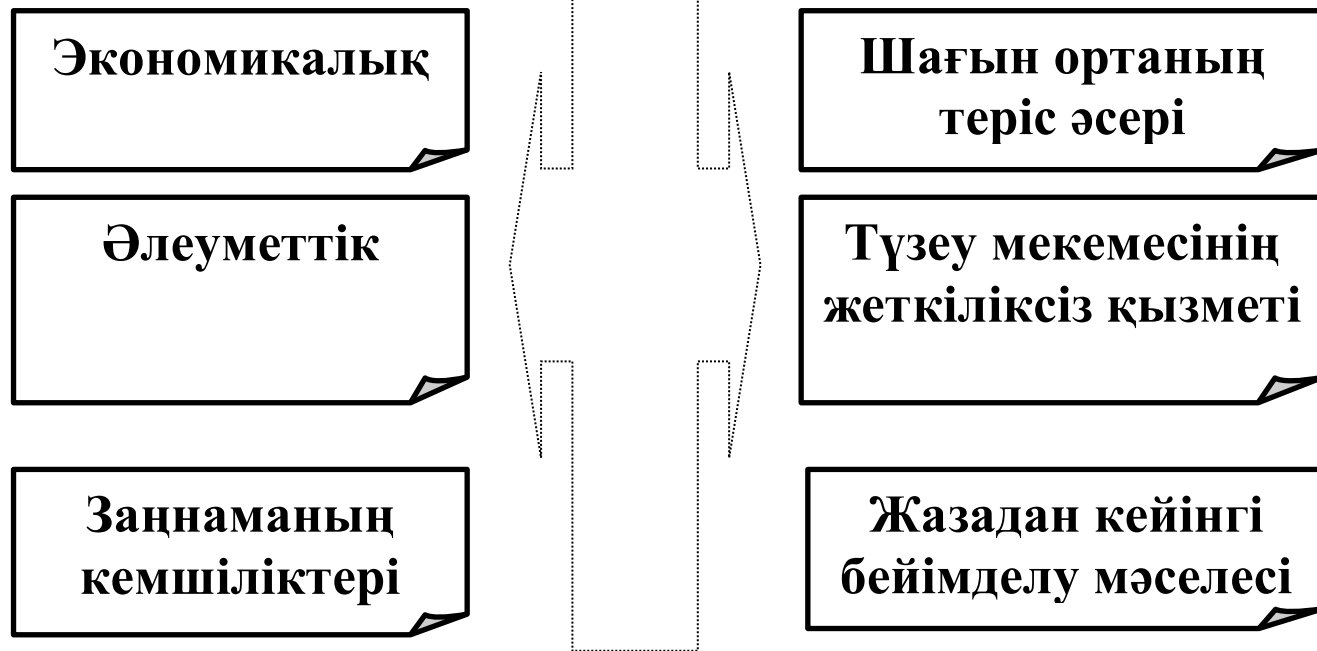 Экономикалық
Шағын ортаның
теріс әсері
Әлеуметтік
Түзеу мекемесінің
жеткіліксіз қызметі
Заңнаманың
кемшіліктері
Жазадан кейінгі
бейімделу мәселесі